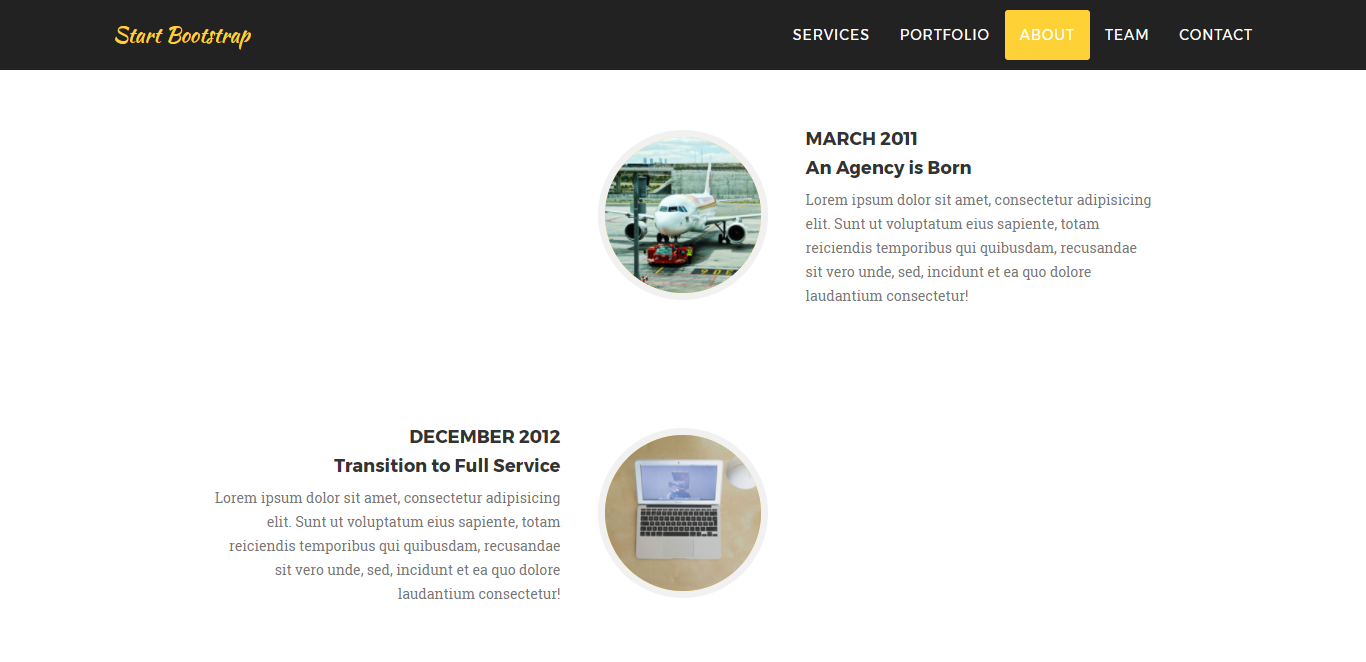 Start Bootstrap
SERVICES PORTFOLIO ABOUT TEAM CONTACT
MARCH 2011
An Agency is Born
Lorem ipsum dolor sit amet, consectetur adipisicing
elit. Sunt ut voluptatum eius sapiente, totam
reiciendis temporibus qui quibusdam, recusandae
sit vero unde, sed, incidunt et ea quo dolore
laudantium consectetur!
DECEMBER 2012
Transition to Full Service
Lorem ipsum dolor sit amet, consectetur adipisicing
elit. Sunt ut voluptatum eius sapiente, totam
reiciendis temporibus qui quibusdam, recusandae
sit vero unde, sed, incidunt et ea quo dolore
laudantium consectetur!